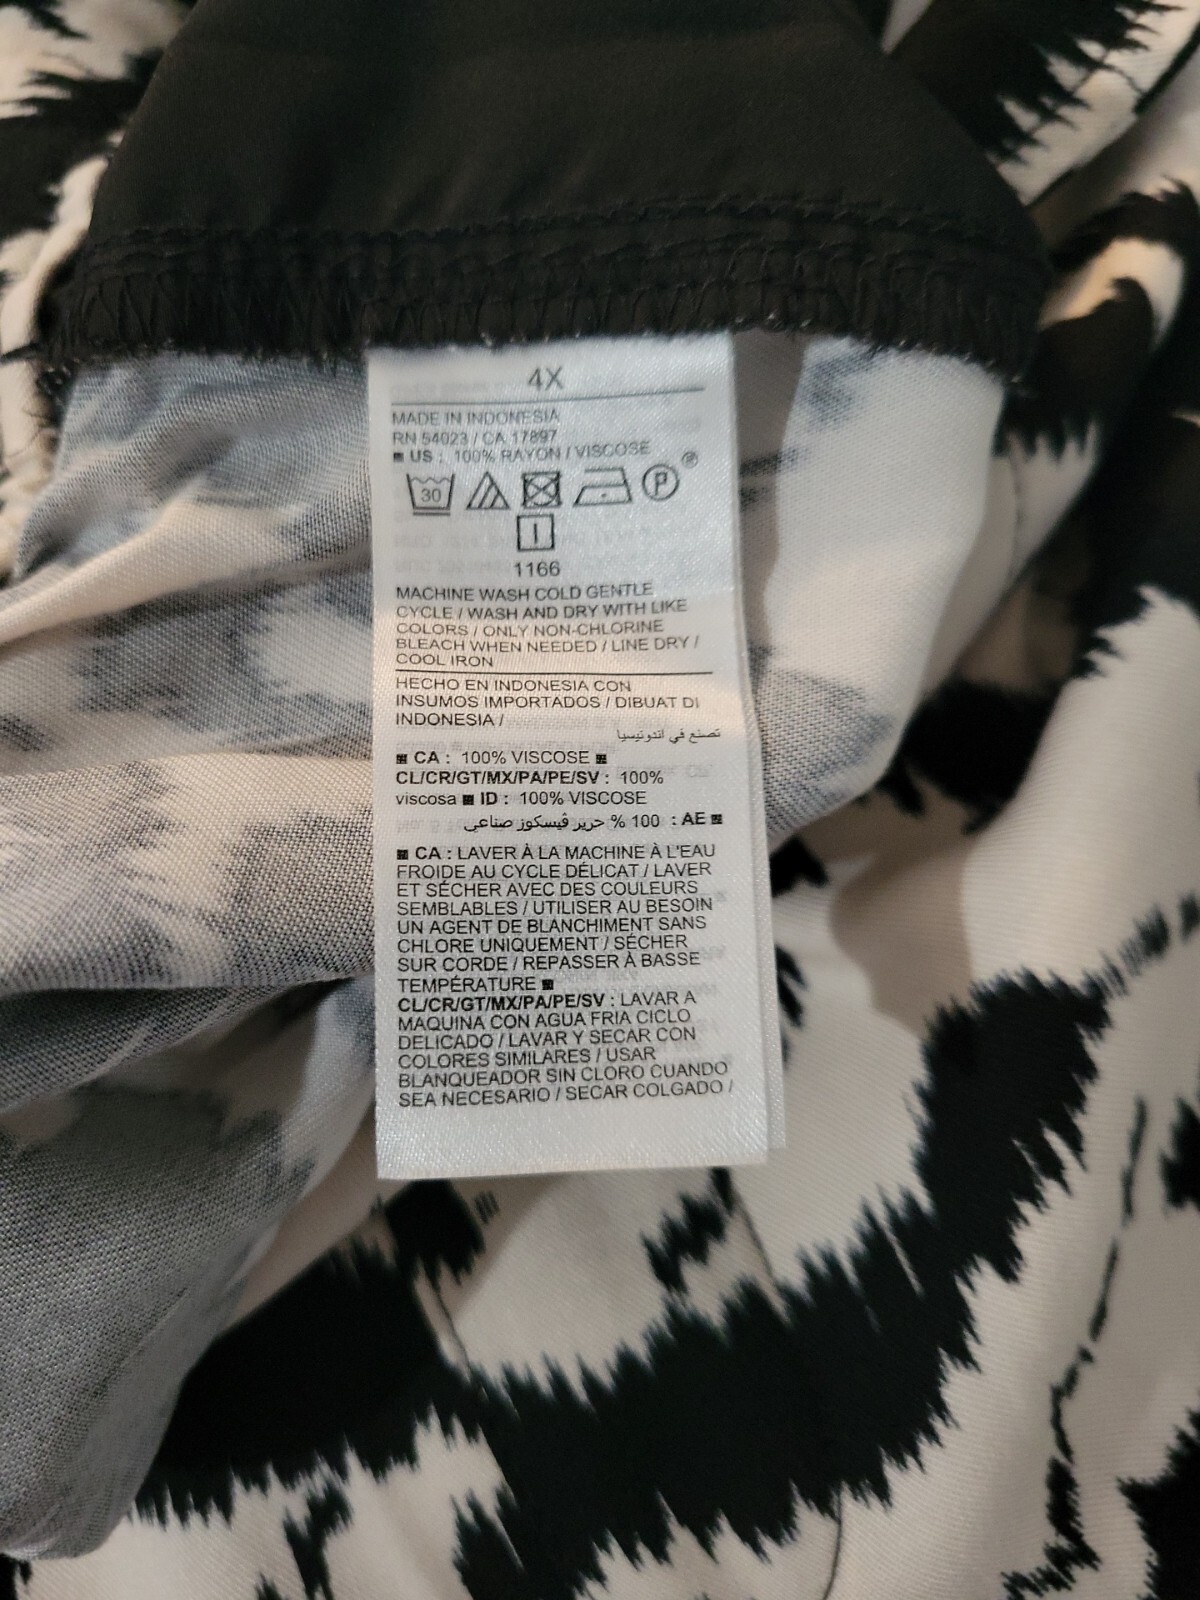 4X
MADE IN INDONESIA
RN 54023 / CA 17897
US : 100% RAYON / VISCOSE
30 P ®
1166
MACHINE WASH COLD GENTLE
CYCLE / WASH AND DRY WITH LIKE
COLORS / ONLY NON-CHLORINE
BLEACH WHEN NEEDED / LINE DRY /
COOL IRON
HECHO EN INDONESIA CON
INSUMOS IMPORTADOS / DIBUAT DI
INDONESIA /
تصنع في اندونيسيا
CA : 100% VISCOSE
CL/CR/GT/MX/PA/PE/SV : 100%
viscosa ID : 100% VISCOSE
AE : 100 % حرير ڤيسكوز صناعي
CA : LAVER À LA MACHINE À L'EAU
FROIDE AU CYCLE DÉLICAT / LAVER
ET SÉCHER AVEC DES COULEURS
SEMBLABLES / UTILISER AU BESOIN
UN AGENT DE BLANCHIMENT SANS
CHLORE UNIQUEMENT / SÉCHER
SUR CORDE / REPASSER À BASSE
TEMPÉRATURE
CL/CR/GT/MX/PA/PE/SV : LAVAR A
MAQUINA CON AGUA FRIA CICLO
DELICADO / LAVAR Y SECAR CON
COLORES SIMILARES / USAR
BLANQUEADOR SIN CLORO CUANDO
SEA NECESARIO / SECAR COLGADO /